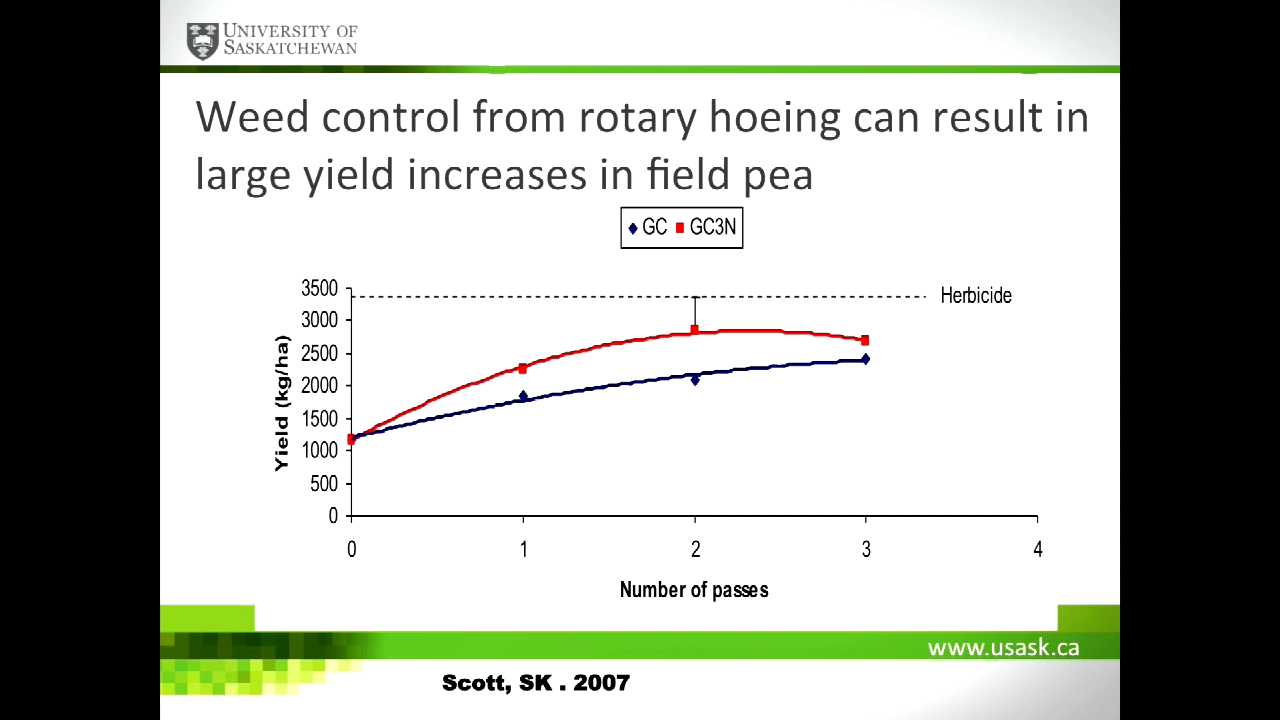 UNIVERSITY OF
SASKATCHEWAN
Weed control from rotary hoeing can result in
large yield increases in field pea
GC GC3N
3500
Herbicide
3000
2500
2000
1500
1000
500
0
Yield (kg/ha)
0 1 2 3 4
Number of passes
www.usask.ca
Scott, SK . 2007